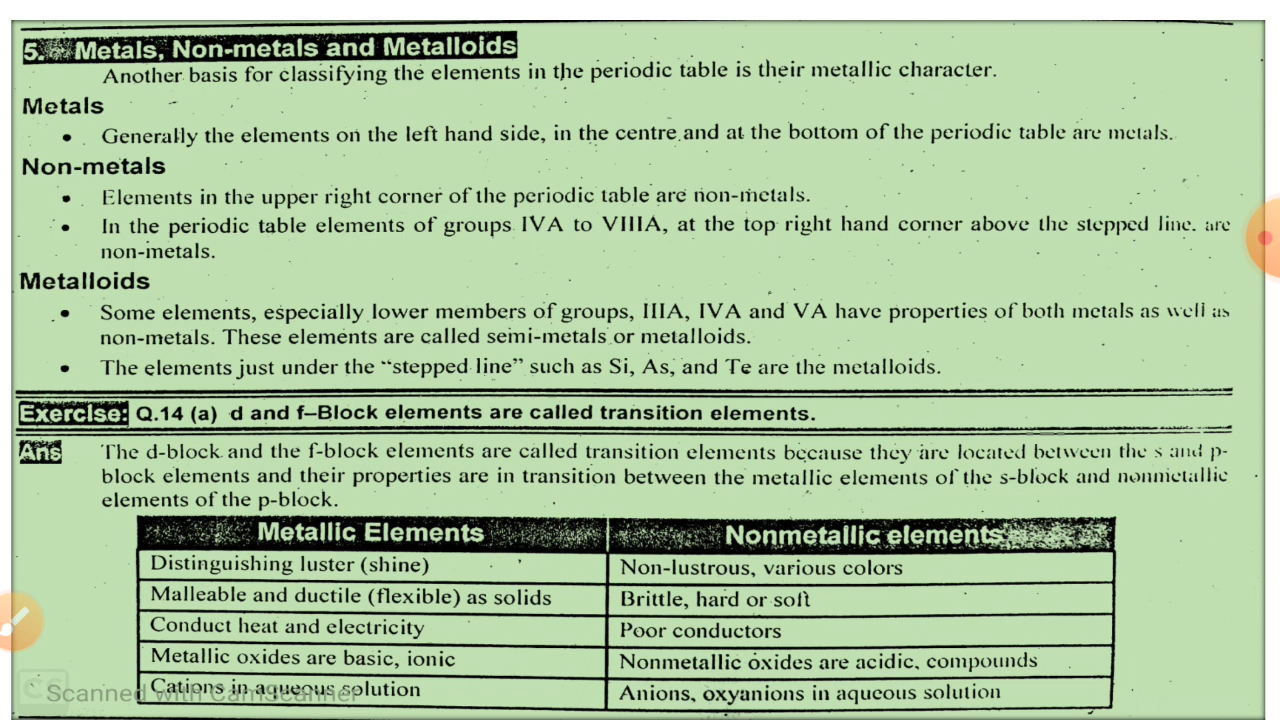 5. Metals, Non-metals and Metalloids
Another basis for classifying the elements in the periodic table is their metallic character.
Metals
• Generally the elements on the left hand side, in the centre and at the bottom of the periodic table are metals.
Non-metals
• Elements in the upper right corner of the periodic table are non-metals.
• In the periodic table elements of groups IVA to VIIIA, at the top right hand corner above the stepped line. are
non-metals.
Metalloids
• Some elements, especially lower members of groups, IIIA, IVA and VA have properties of both metals as well as
non-metals. These elements are called semi-metals or metalloids.
• The elements just under the “stepped line” such as Si, As, and Te are the metalloids.
Exercise: Q.14 (a) d and f–Block elements are called transition elements.
Ans The d-block and the f-block elements are called transition elements because they are located between the s and p-
block elements and their properties are in transition between the metallic elements of the s-block and nonmetallic
elements of the p-block.
Metallic Elements Nonmetallic elements
Distinguishing luster (shine) Non-lustrous, various colors
Malleable and ductile (flexible) as solids Brittle, hard or soft
Conduct heat and electricity Poor conductors
Metallic oxides are basic, ionic Nonmetallic oxides are acidic, compounds
Cations in aqueous solution Anions, oxyanions in aqueous solution
CS Scanned with CamScanner